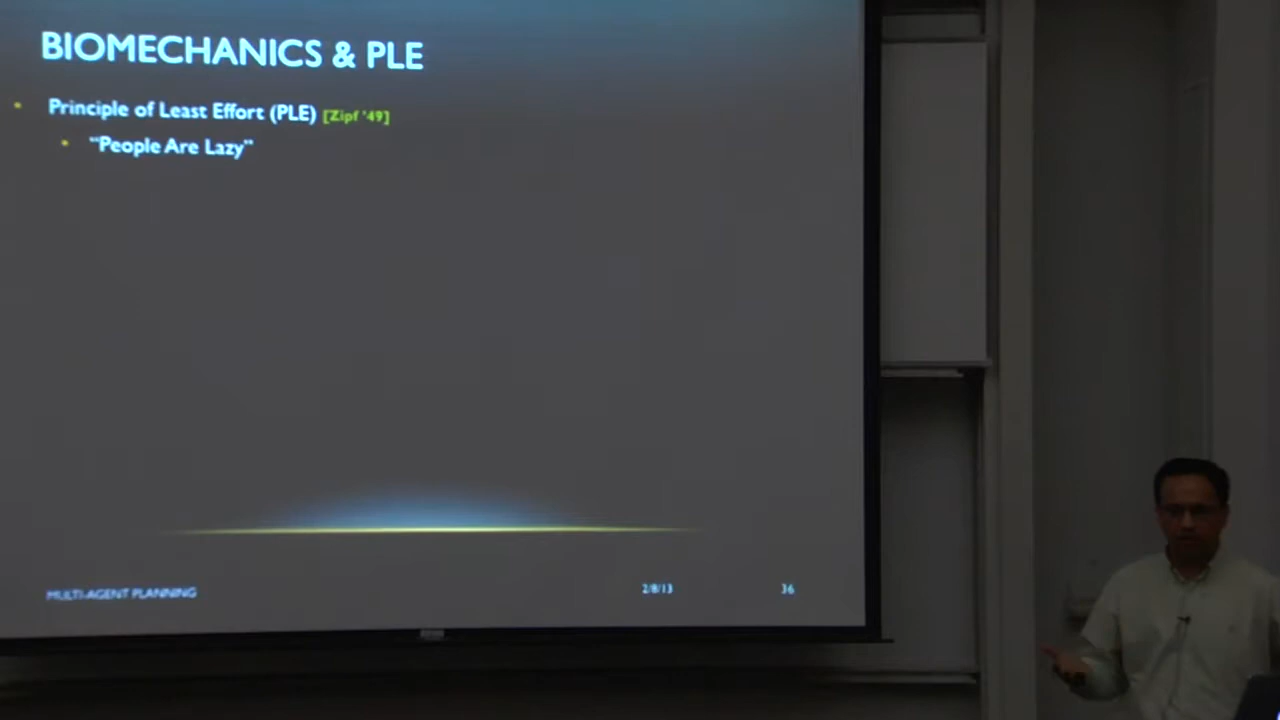 BIOMECHANICS & PLE
Principle of Least Effort (PLE) [Zipf '49]
"People Are Lazy"
MULTI-AGENT PLANNING 2/8/13 36